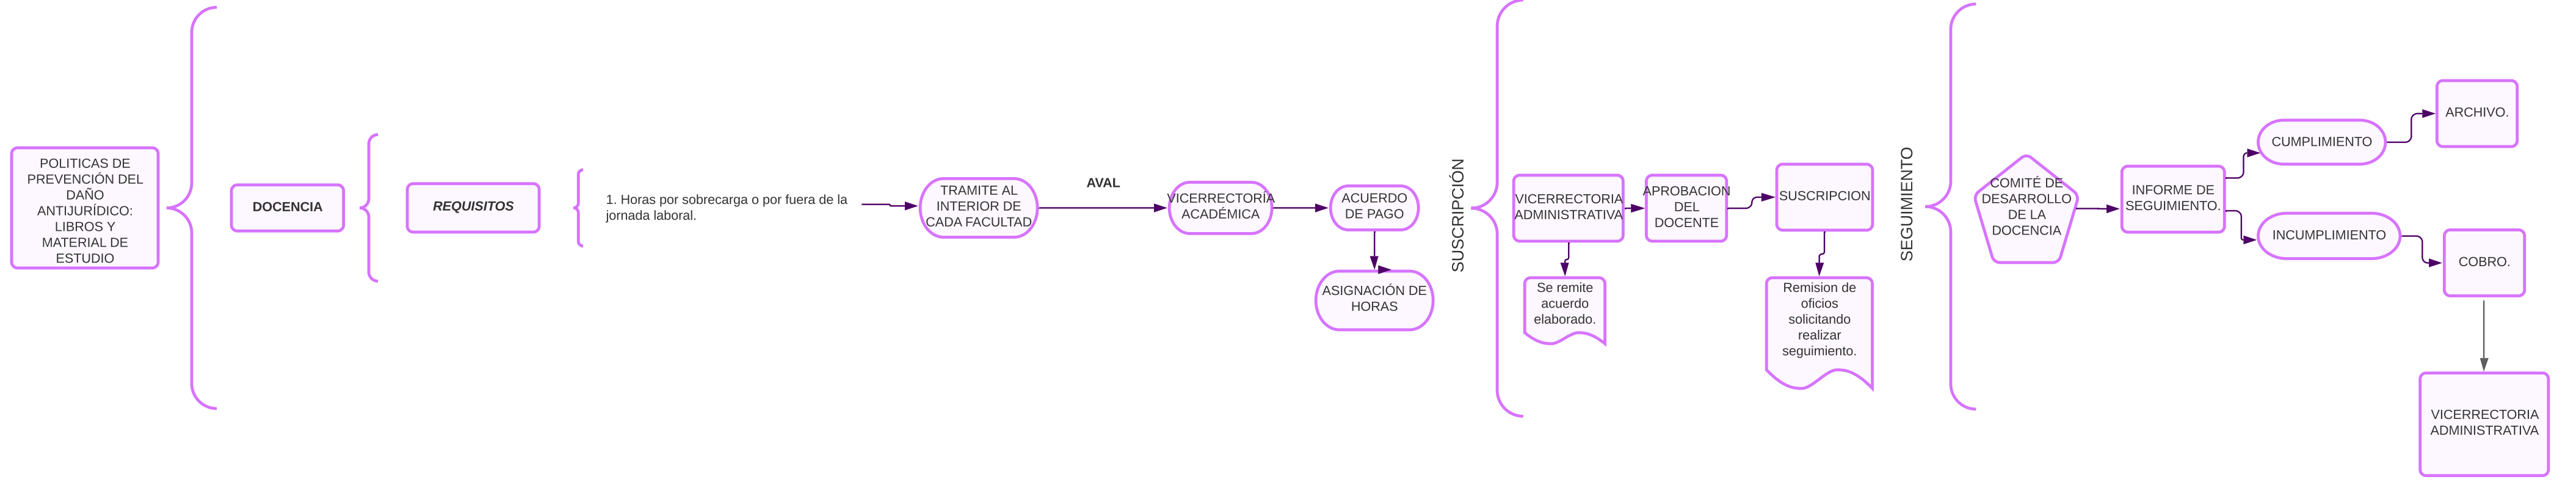 POLITICAS DE
PREVENCIÓN DEL
DAÑO
ANTIJURÍDICO:
LIBROS Y
MATERIAL DE
ESTUDIO
DOCENCIA
REQUISITOS
1. Horas por sobrecarga o por fuera de la
jornada laboral.
TRAMITE AL
INTERIOR DE
CADA FACULTAD
AVAL
VICERRECTORÍA
ACADÉMICA
ACUERDO
DE PAGO
ASIGNACIÓN DE
HORAS
SUSCRIPCIÓN
VICERRECTORIA
ADMINISTRATIVA
Se remite
acuerdo
elaborado.
APROBACION
DEL
DOCENTE
SUSCRIPCION
Remision de
oficios
solicitando
realizar
seguimiento.
SEGUIMIENTO
COMITÉ DE
DESARROLLO
DE LA
DOCENCIA
INFORME DE
SEGUIMIENTO.
CUMPLIMIENTO
ARCHIVO.
INCUMPLIMIENTO
COBRO.
VICERRECTORIA
ADMINISTRATIVA